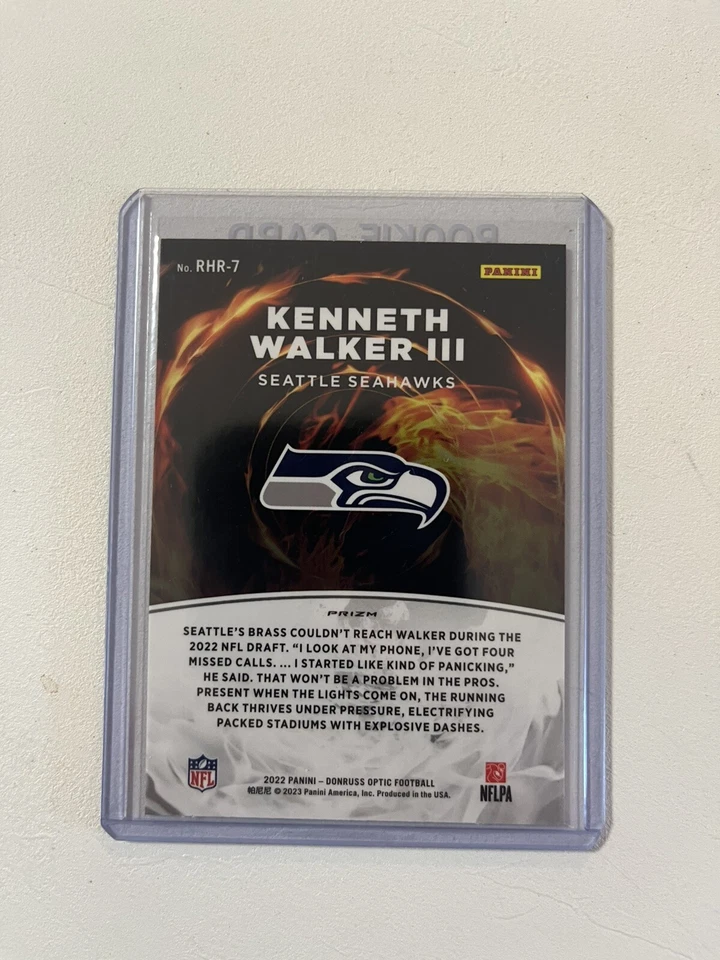 ROOKIE CARD
No. RHR-7
PANINI
KENNETH
WALKER III
SEATTLE SEAHAWKS
PRIZM
SEATTLE'S BRASS COULDN'T REACH WALKER DURING THE
2022 NFL DRAFT. “I LOOK AT MY PHONE, I'VE GOT FOUR
MISSED CALLS. ... I STARTED LIKE KIND OF PANICKING,”
HE SAID. THAT WON'T BE A PROBLEM IN THE PROS.
PRESENT WHEN THE LIGHTS COME ON, THE RUNNING
BACK THRIVES UNDER PRESSURE, ELECTRIFYING
PACKED STADIUMS WITH EXPLOSIVE DASHES.
NFL
2022 PANINI – DONRUSS OPTIC FOOTBALL
帕尼尼 © 2023 Panini America, Inc. Produced in the USA.
NFLPA